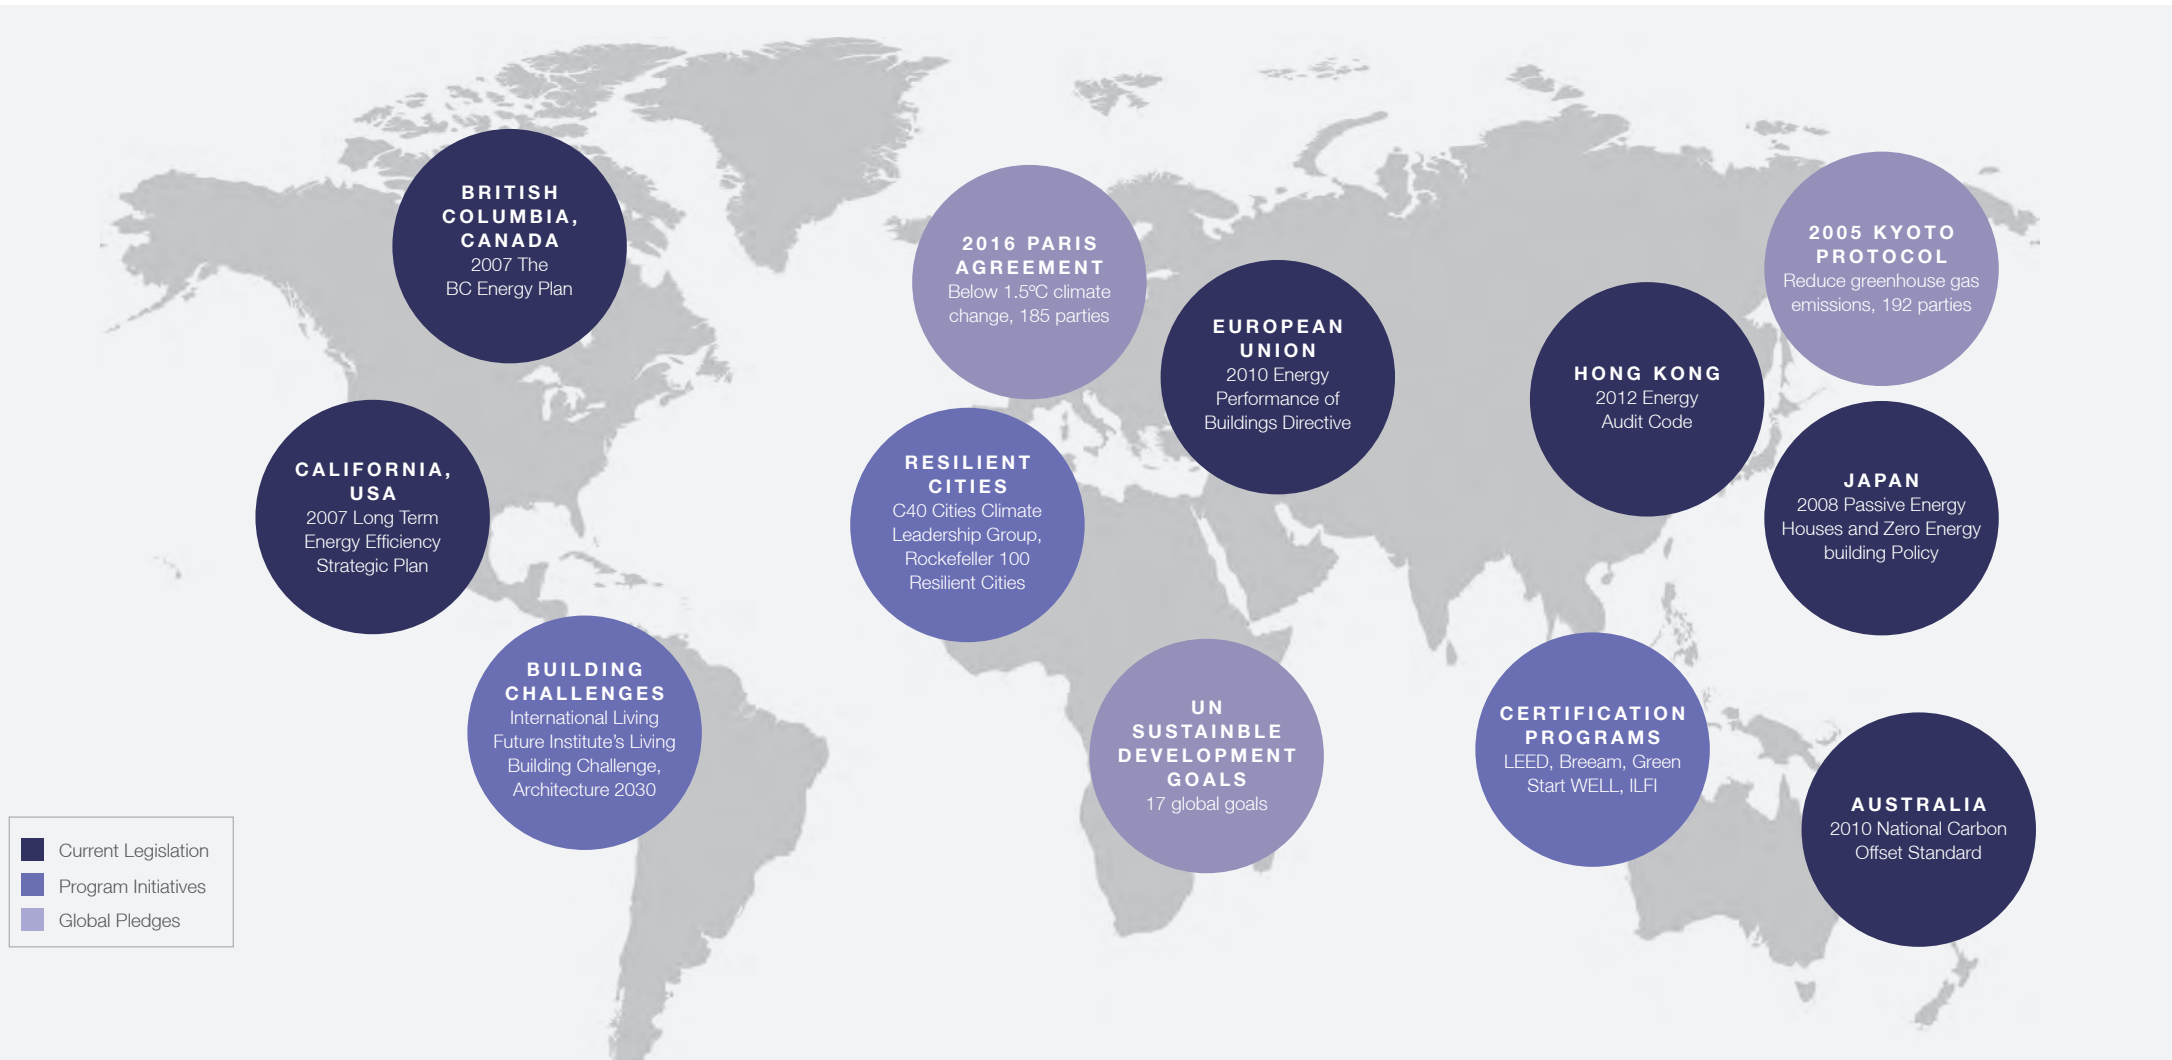 BRITISH
COLUMBIA,
CANADA
2007 The
BC Energy Plan
2016 PARIS
AGREEMENT
Below 1.5ºC climate
change, 185 parties
2005 KYOTO
PROTOCOL
Reduce greenhouse gas
emissions, 192 parties
EUROPEAN
UNION
2010 Energy
Performance of
Buildings Directive
HONG KONG
2012 Energy
Audit Code
CALIFORNIA,
USA
2007 Long Term
Energy Efficiency
Strategic Plan
RESILIENT
CITIES
C40 Cities Climate
Leadership Group,
Rockefeller 100
Resilient Cities
JAPAN
2008 Passive Energy
Houses and Zero Energy
building Policy
BUILDING
CHALLENGES
International Living
Future Institute's Living
Building Challenge,
Architecture 2030
UN
SUSTAINBLE
DEVELOPMENT
GOALS
17 global goals
CERTIFICATION
PROGRAMS
LEED, Breeam, Green
Start WELL, ILFI
AUSTRALIA
2010 National Carbon
Offset Standard
Current Legislation
Program Initiatives
Global Pledges